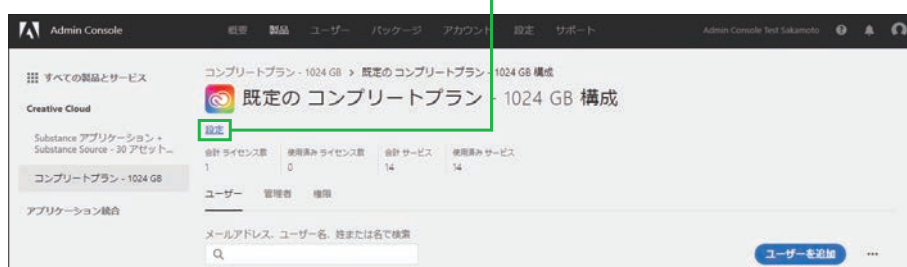 Admin Console
概要 製品 ユーザー パッケージ アカウント 設定 サポート
Admin Console Test Sakamoto
すべての製品とサービス
Creative Cloud
Substance アプリケーション +
Substance Source - 30 アセット...
コンプリートプラン - 1024 GB
アプリケーション統合
コンプリートプラン - 1024 GB > 既定の コンプリートプラン - 1024 GB 構成
既定の コンプリートプラン - 1024 GB 構成
設定
合計 ライセンス数 使用済み ライセンス数 合計 サービス 使用済み サービス
1 0 14 14
ユーザー 管理者 権限
メールアドレス、ユーザー名、姓または名で検索
ユーザーを追加